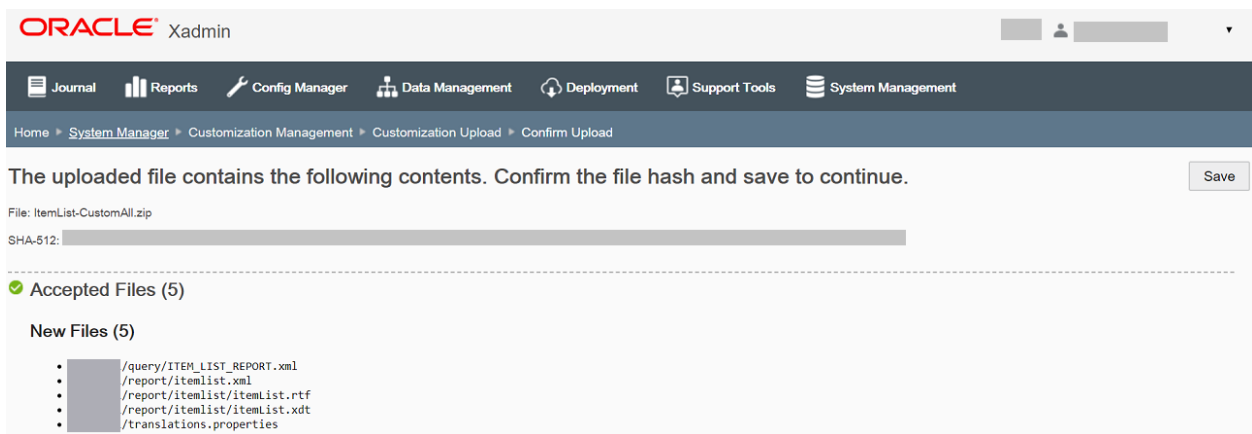 ORACLE Xadmin
Journal Reports Config Manager Data Management Deployment Support Tools System Management
Home System Manager Customization Management Customization Upload Confirm Upload
The uploaded file contains the following contents. Confirm the file hash and save to continue. Save
File: ItemList-CustomAll.zip
SHA-512:
Accepted Files (5)
New Files (5)
/query/ITEM_LIST_REPORT.xml
/report/itemlist.xml
/report/itemlist/itemList.rtf
/report/itemlist/itemList.xdt
/translations.properties